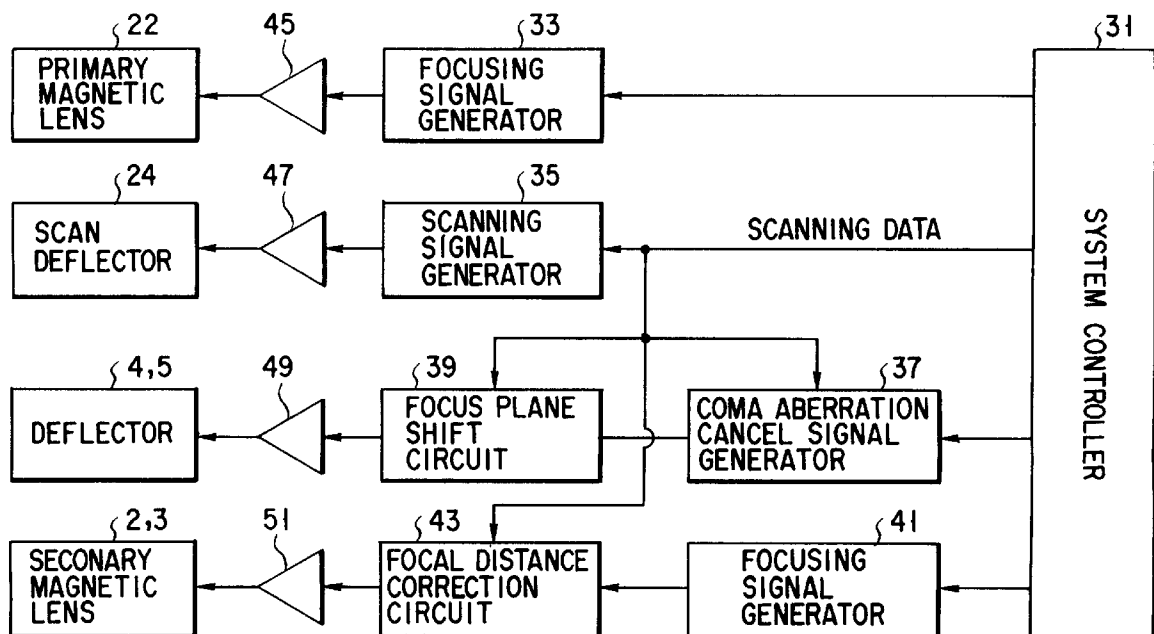 22
45
33
31
PRIMARY
MAGNETIC
LENS
FOCUSING
SIGNAL
GENERATOR
24
47
35
SCAN
DEFLECTOR
SCANNING
SIGNAL
GENERATOR
SCANNING DATA
SYSTEM CONTROLLER
4,5
49
39
37
DEFLECTOR
FOCUS PLANE
SHIFT
CIRCUIT
COMA ABERRATION
CANCEL SIGNAL
GENERATOR
2,3
51
43
41
SECONARY
MAGNETIC
LENS
FOCAL DISTANCE
CORRECTION
CIRCUIT
FOCUSING
SIGNAL
GENERATOR